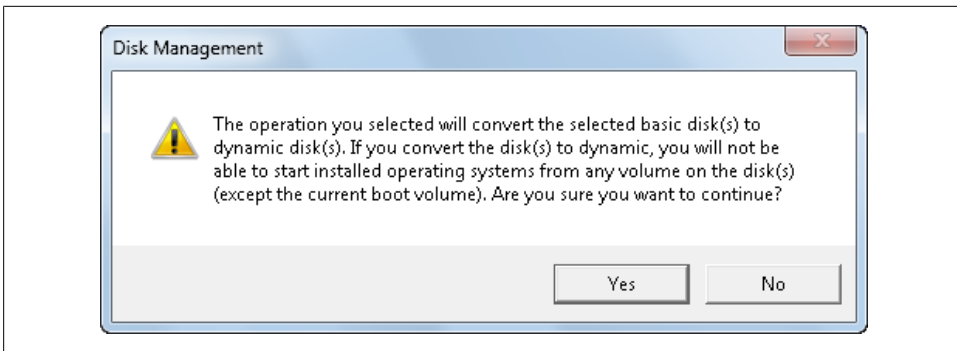 Disk Management
The operation you selected will convert the selected basic disk(s) to
dynamic disk(s). If you convert the disk(s) to dynamic, you will not be
able to start installed operating systems from any volume on the disk(s)
(except the current boot volume). Are you sure you want to continue?
Yes No